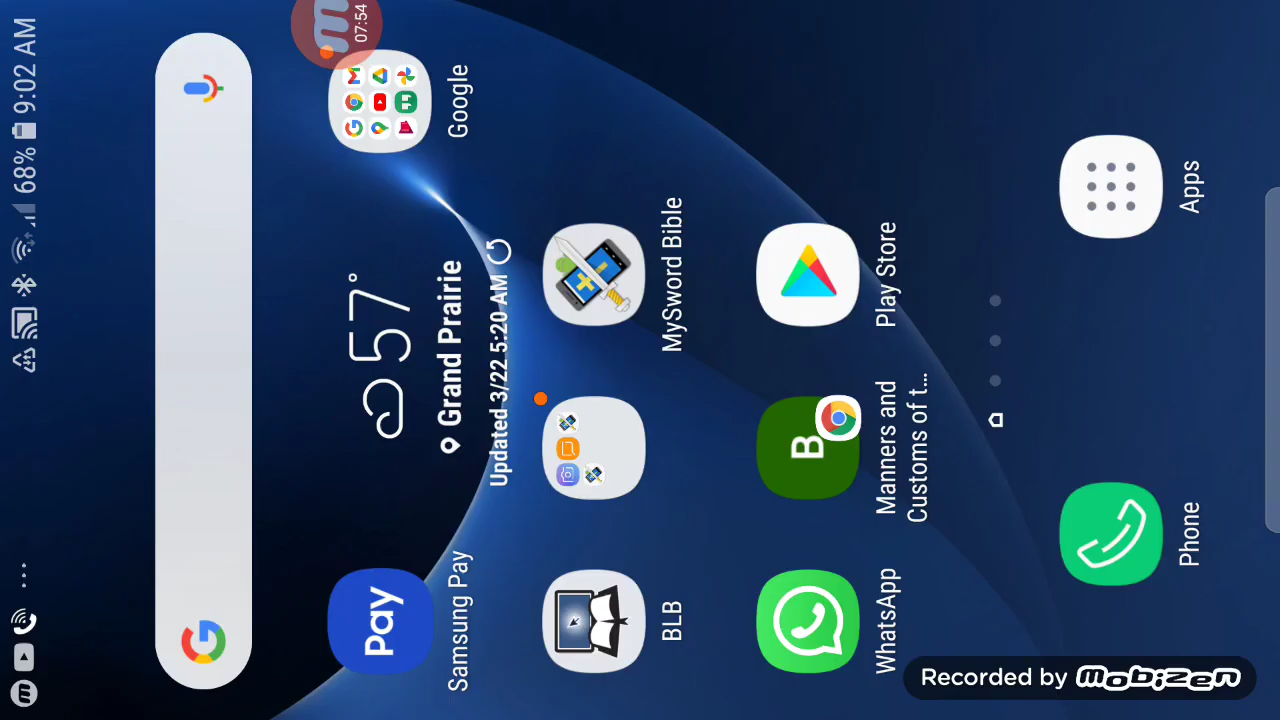 9:02 AM
68%
07:54
57°
Grand Prairie
Updated 3/22 5:20 AM
Pay
Samsung Pay
Google
BLB
MySword Bible
WhatsApp
B
Manners and
Customs of t...
Play Store
Phone
Apps
Recorded by mobizen